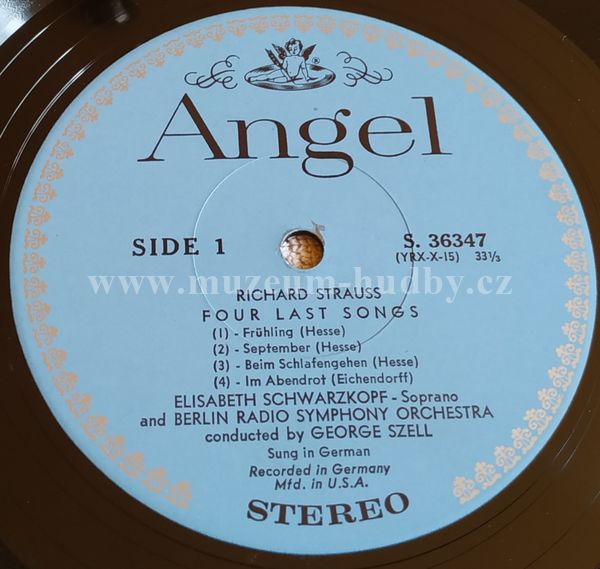 ®
Angel
SIDE 1
S. 36347
(YRX-X-15) 33⅓
www.muzeum-hudby.cz
RICHARD STRAUSS
FOUR LAST SONGS
(1) - Frühling (Hesse)
(2) - September (Hesse)
(3) - Beim Schlafengehen (Hesse)
(4) - Im Abendrot (Eichendorff)
ELISABETH SCHWARZKOPF - Soprano
and BERLIN RADIO SYMPHONY ORCHESTRA
conducted by GEORGE SZELL
Sung in German
Recorded in Germany
Mfd. in U.S.A.
STEREO